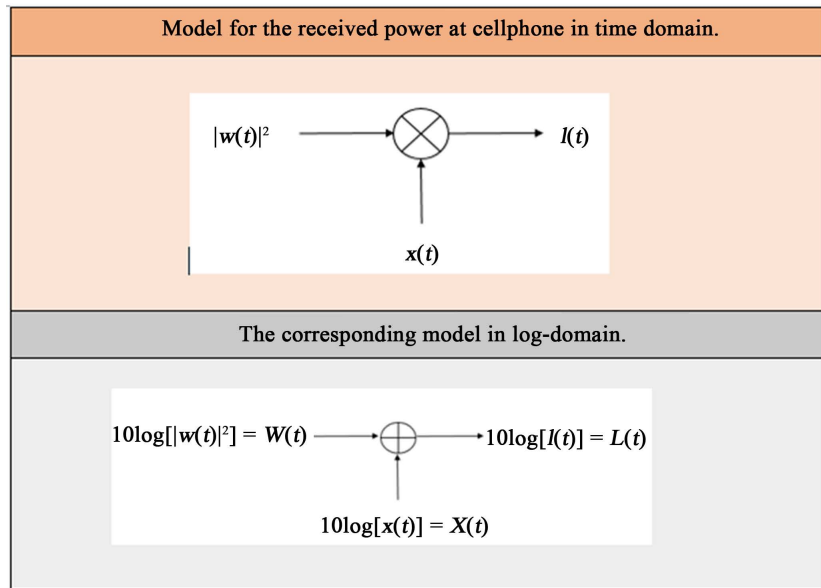 Model for the received power at cellphone in time domain.
|w(t)|² l(t)
x(t)
The corresponding model in log-domain.
10log[|w(t)|²] = W(t) 10log[l(t)] = L(t)
10log[x(t)] = X(t)